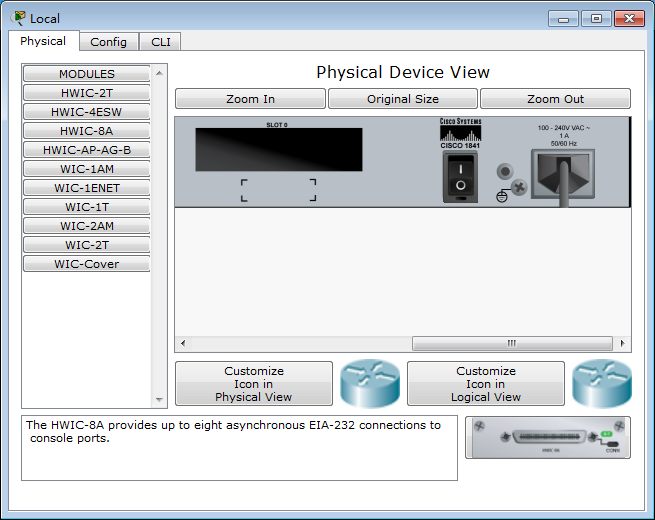 Local
Physical
Config
CLI
MODULES
HWIC-2T
HWIC-4ESW
HWIC-8A
HWIC-AP-AG-B
WIC-1AM
WIC-1ENET
WIC-1T
WIC-2AM
WIC-2T
WIC-Cover
Physical Device View
Zoom In
Original Size
Zoom Out
SLOT 0
CISCO SYSTEMS
CISCO 1841
I
O
100 - 240V VAC ~
1 A
50/60 Hz
Customize
Icon in
Physical View
Customize
Icon in
Logical View
The HWIC-8A provides up to eight asynchronous EIA-232 connections to
console ports.
HWIC 8A
CONN